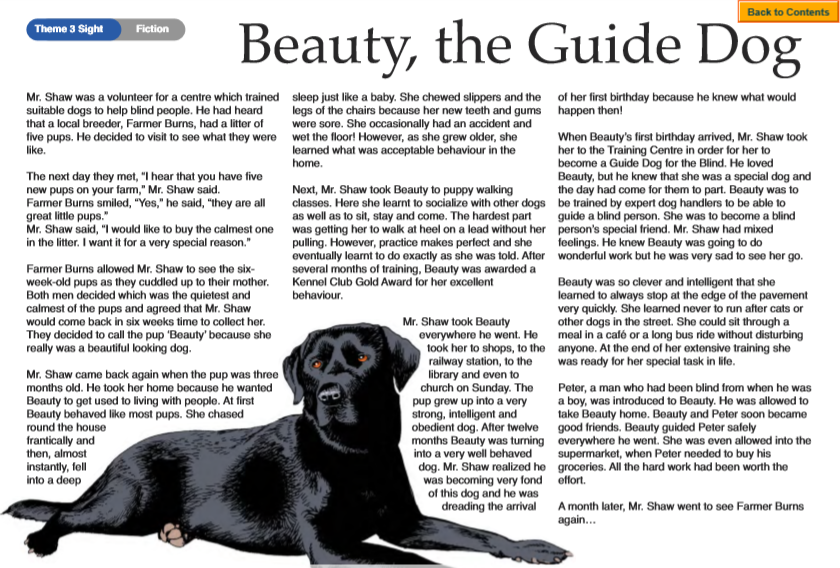 Back to Contents
Theme 3 Sight
Fiction
Beauty, the Guide Dog
Mr. Shaw was a volunteer for a centre which trained
suitable dogs to help blind people. He had heard
that a local breeder, Farmer Burns, had a litter of
five pups. He decided to visit to see what they were
like.
The next day they met, "I hear that you have five
new pups on your farm," Mr. Shaw said.
Farmer Burns smiled, "Yes," he said, "they are all
great little pups."
Mr. Shaw said, "I would like to buy the calmest one
in the litter. I want it for a very special reason."
Farmer Burns allowed Mr. Shaw to see the six-
week-old pups as they cuddled up to their mother.
Both men decided which was the quietest and
calmest of the pups and agreed that Mr. Shaw
would come back in six weeks time to collect her.
They decided to call the pup 'Beauty' because she
really was a beautiful looking dog.
Mr. Shaw came back again when the pup was three
months old. He took her home because he wanted
Beauty to get used to living with people. At first
Beauty behaved like most pups. She chased
round the house
frantically and
then, almost
instantly, fell
into a deep
sleep just like a baby. She chewed slippers and the
legs of the chairs because her new teeth and gums
were sore. She occasionally had an accident and
wet the floor! However, as she grew older, she
learned what was acceptable behaviour in the
home.
Next, Mr. Shaw took Beauty to puppy walking
classes. Here she learnt to socialize with other dogs
as well as to sit, stay and come. The hardest part
was getting her to walk at heel on a lead without her
pulling. However, practice makes perfect and she
eventually learnt to do exactly as she was told. After
several months of training, Beauty was awarded a
Kennel Club Gold Award for her excellent
behaviour.
Mr. Shaw took Beauty
everywhere he went. He
took her to shops, to the
railway station, to the
library and even to
church on Sunday. The
pup grew up into a very
strong, intelligent and
obedient dog. After twelve
months Beauty was turning
into a very well behaved
dog. Mr. Shaw realized he
was becoming very fond
of this dog and he was
dreading the arrival
of her first birthday because he knew what would
happen then!
When Beauty's first birthday arrived, Mr. Shaw took
her to the Training Centre in order for her to
become a Guide Dog for the Blind. He loved
Beauty, but he knew that she was a special dog and
the day had come for them to part. Beauty was to
be trained by expert dog handlers to be able to
guide a blind person. She was to become a blind
person's special friend. Mr. Shaw had mixed
feelings. He knew Beauty was going to do
wonderful work but he was very sad to see her go.
Beauty was so clever and intelligent that she
learned to always stop at the edge of the pavement
very quickly. She learned never to run after cats or
other dogs in the street. She could sit through a
meal in a café or a long bus ride without disturbing
anyone. At the end of her extensive training she
was ready for her special task in life.
Peter, a man who had been blind from when he was
a boy, was introduced to Beauty. He was allowed to
take Beauty home. Beauty and Peter soon became
good friends. Beauty guided Peter safely
everywhere he went. She was even allowed into the
supermarket, when Peter needed to buy his
groceries. All the hard work had been worth the
effort.
A month later, Mr. Shaw went to see Farmer Burns
again…